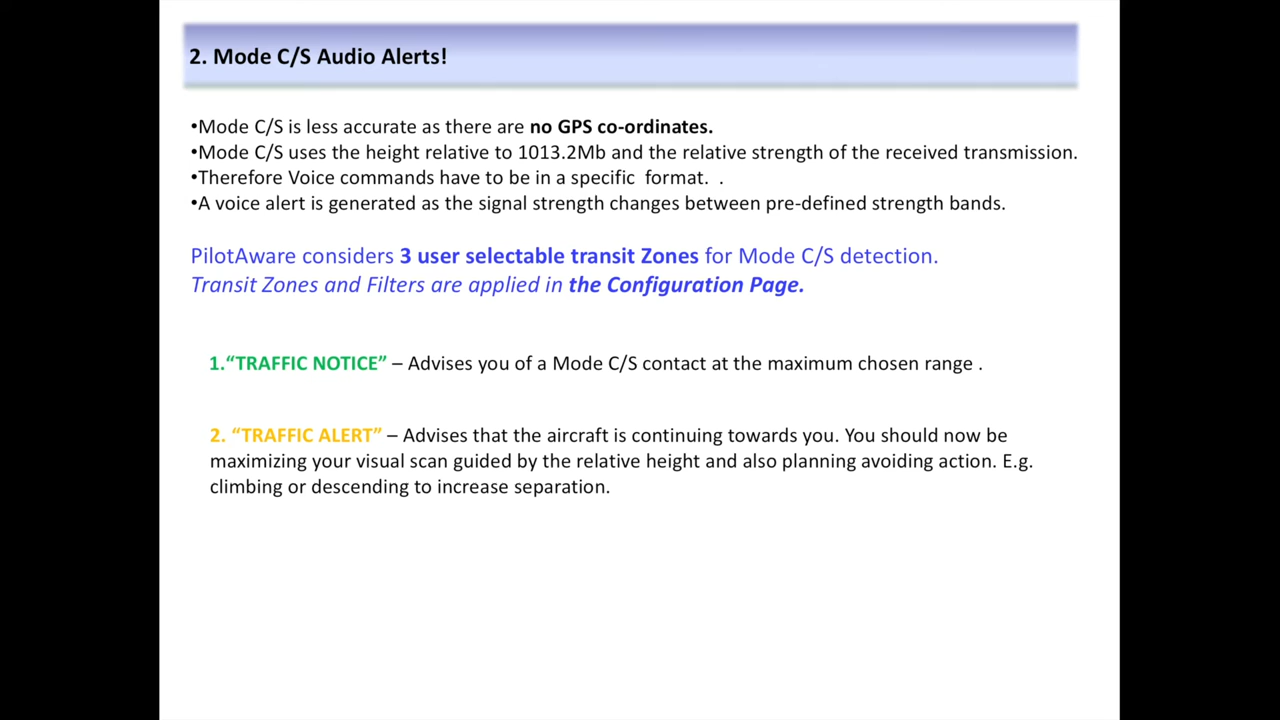 2. Mode C/S Audio Alerts!
•Mode C/S is less accurate as there are no GPS co-ordinates.
•Mode C/S uses the height relative to 1013.2Mb and the relative strength of the received transmission.
•Therefore Voice commands have to be in a specific  format.  .
•A voice alert is generated as the signal strength changes between pre-defined strength bands.
PilotAware considers 3 user selectable transit Zones for Mode C/S detection.
Transit Zones and Filters are applied in the Configuration Page.
1.“TRAFFIC NOTICE” – Advises you of a Mode C/S contact at the maximum chosen range .
2. “TRAFFIC ALERT” – Advises that the aircraft is continuing towards you. You should now be
maximizing your visual scan guided by the relative height and also planning avoiding action. E.g.
climbing or descending to increase separation.